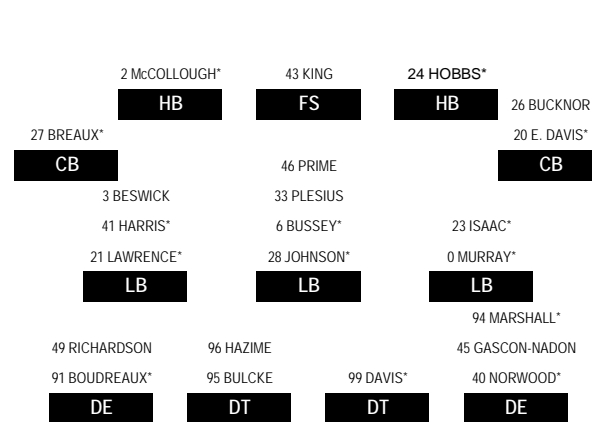 2 McCOLLOUGH* 43 KING 24 HOBBS*
HB FS HB 26 BUCKNOR
27 BREAUX* 20 E. DAVIS*
CB 46 PRIME CB
3 BESWICK 33 PLESIUS
41 HARRIS* 6 BUSSEY* 23 ISAAC*
21 LAWRENCE* 28 JOHNSON* 0 MURRAY*
LB LB LB
94 MARSHALL*
49 RICHARDSON 96 HAZIME 45 GASCON-NADON
91 BOUDREAUX* 95 BULCKE 99 DAVIS* 40 NORWOOD*
DE DT DT DE